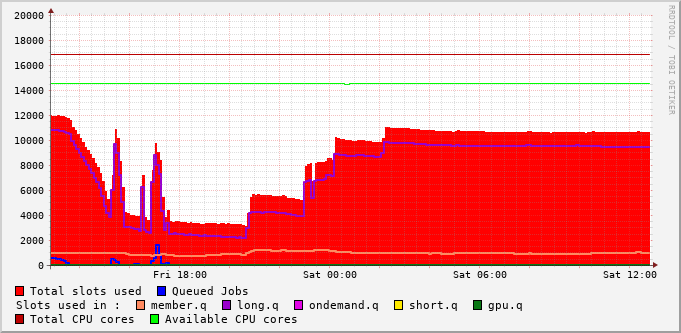 20000
18000
16000
14000
12000
10000
8000
6000
4000
2000
0
Fri 18:00 Sat 00:00 Sat 06:00 Sat 12:00
RRDTOOL / TOBI OETIKER
Total slots used Queued Jobs
Slots used in : member.q long.q ondemand.q short.q gpu.q
Total CPU cores Available CPU cores